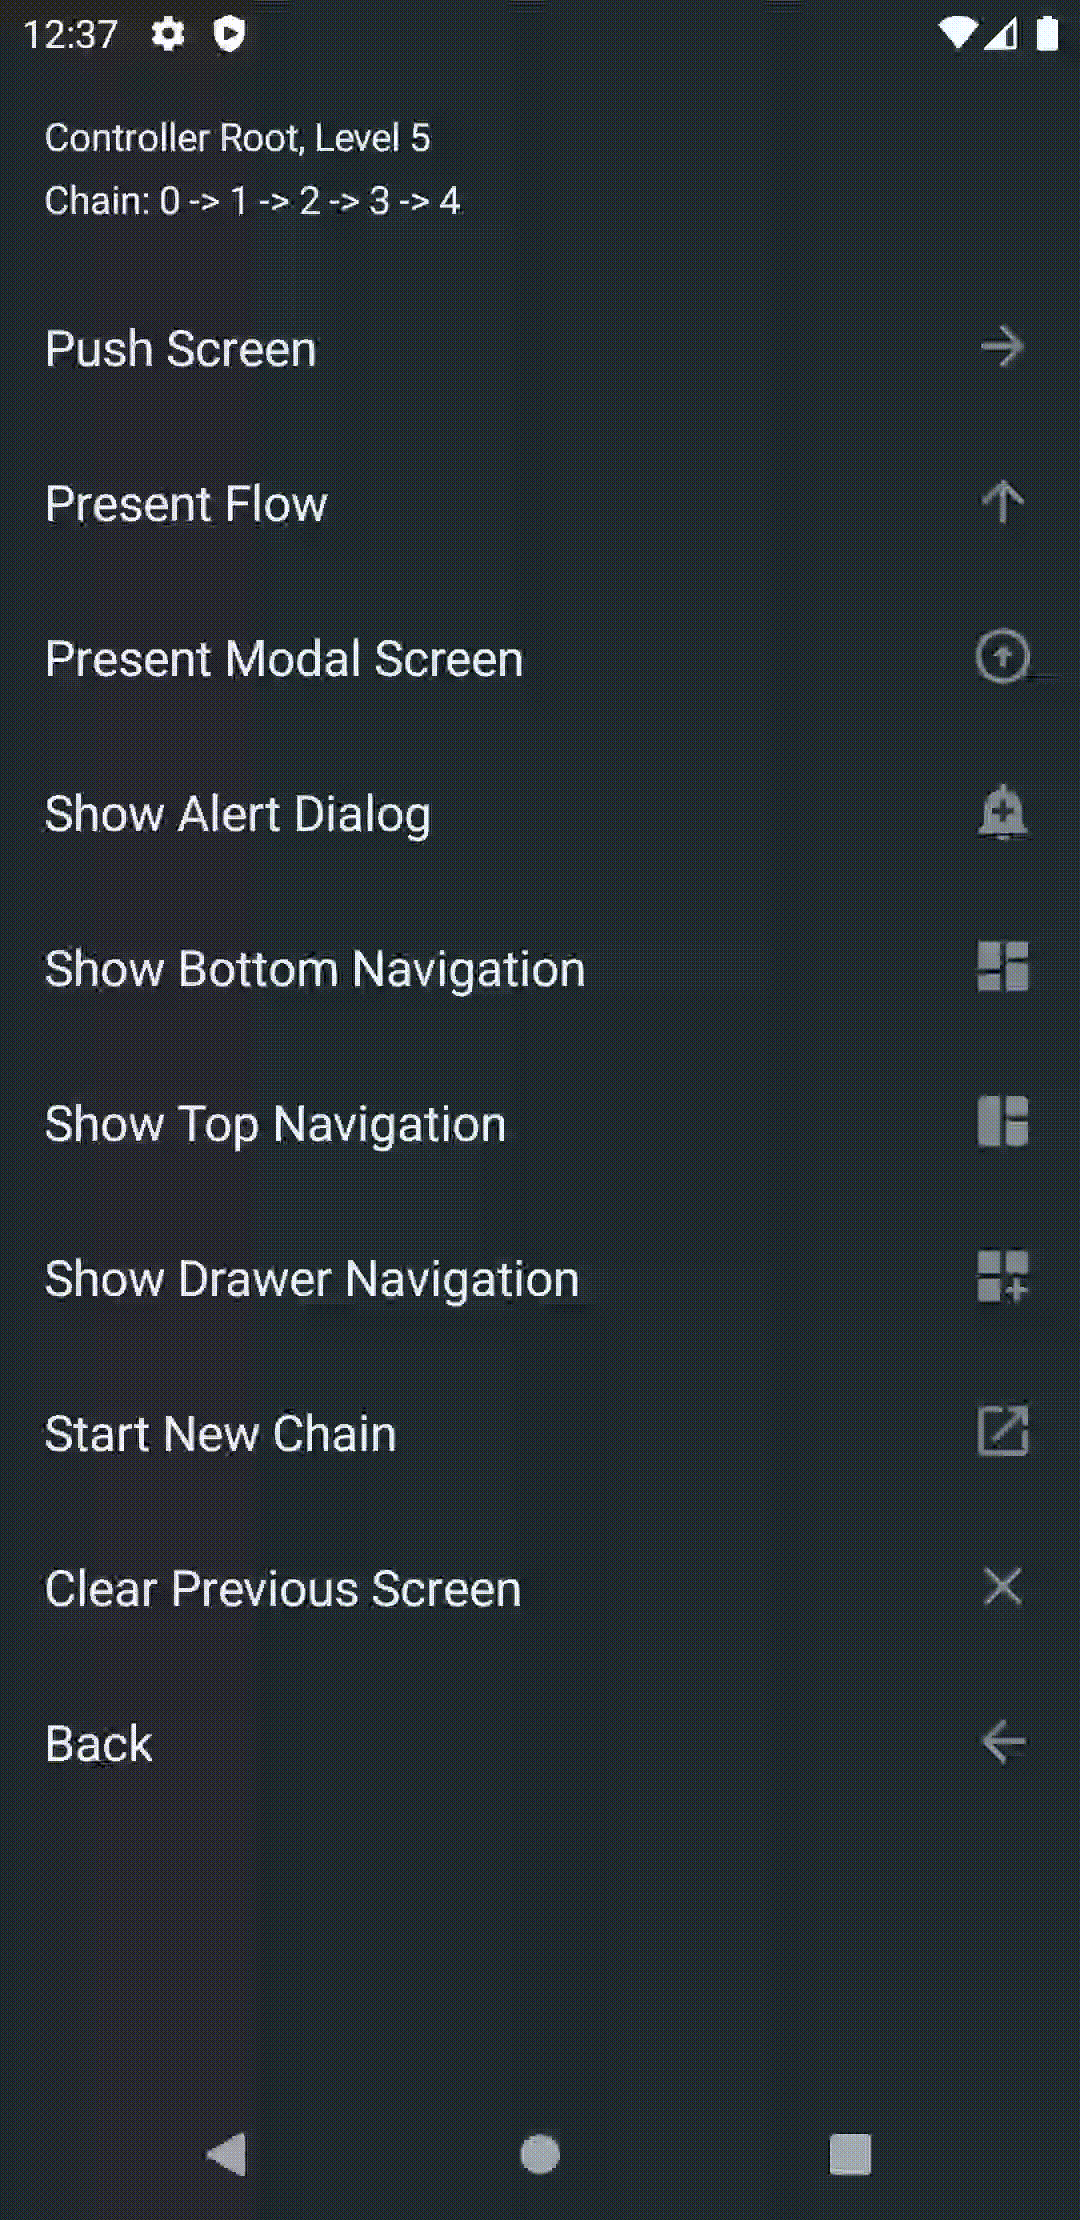 12:37
Controller Root, Level 5
Chain: 0 -> 1 -> 2 -> 3 -> 4
Push Screen
Present Flow
Present Modal Screen
Show Alert Dialog
Show Bottom Navigation
Show Top Navigation
Show Drawer Navigation
Start New Chain
Clear Previous Screen
Back